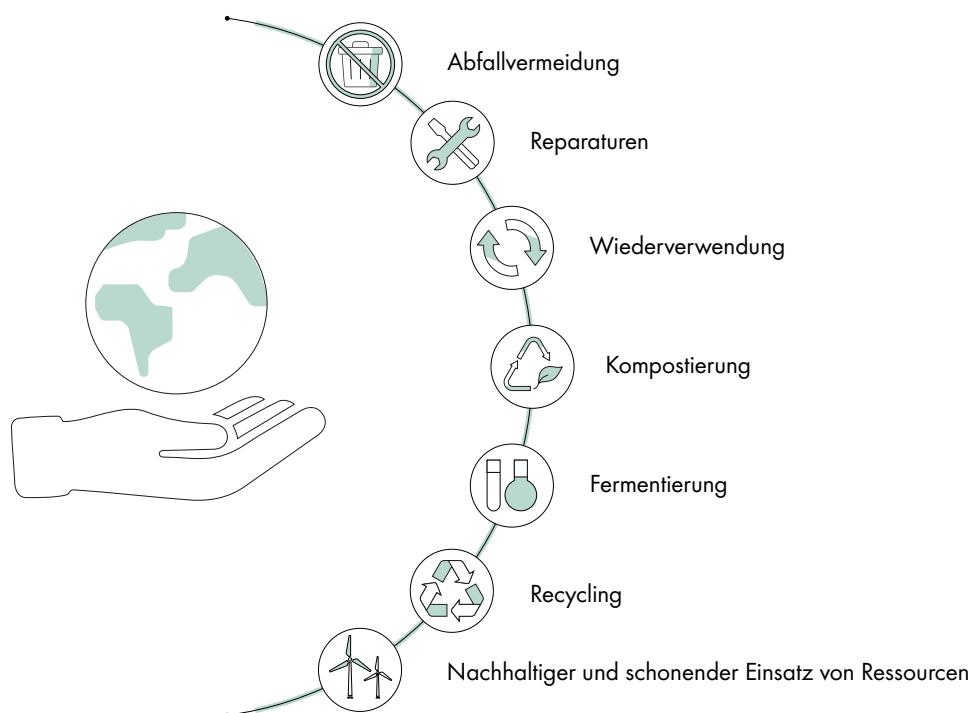 Abfallvermeidung
Reparaturen
Wiederverwendung
Kompostierung
Fermentierung
Recycling
Nachhaltiger und schonender Einsatz von Ressourcen